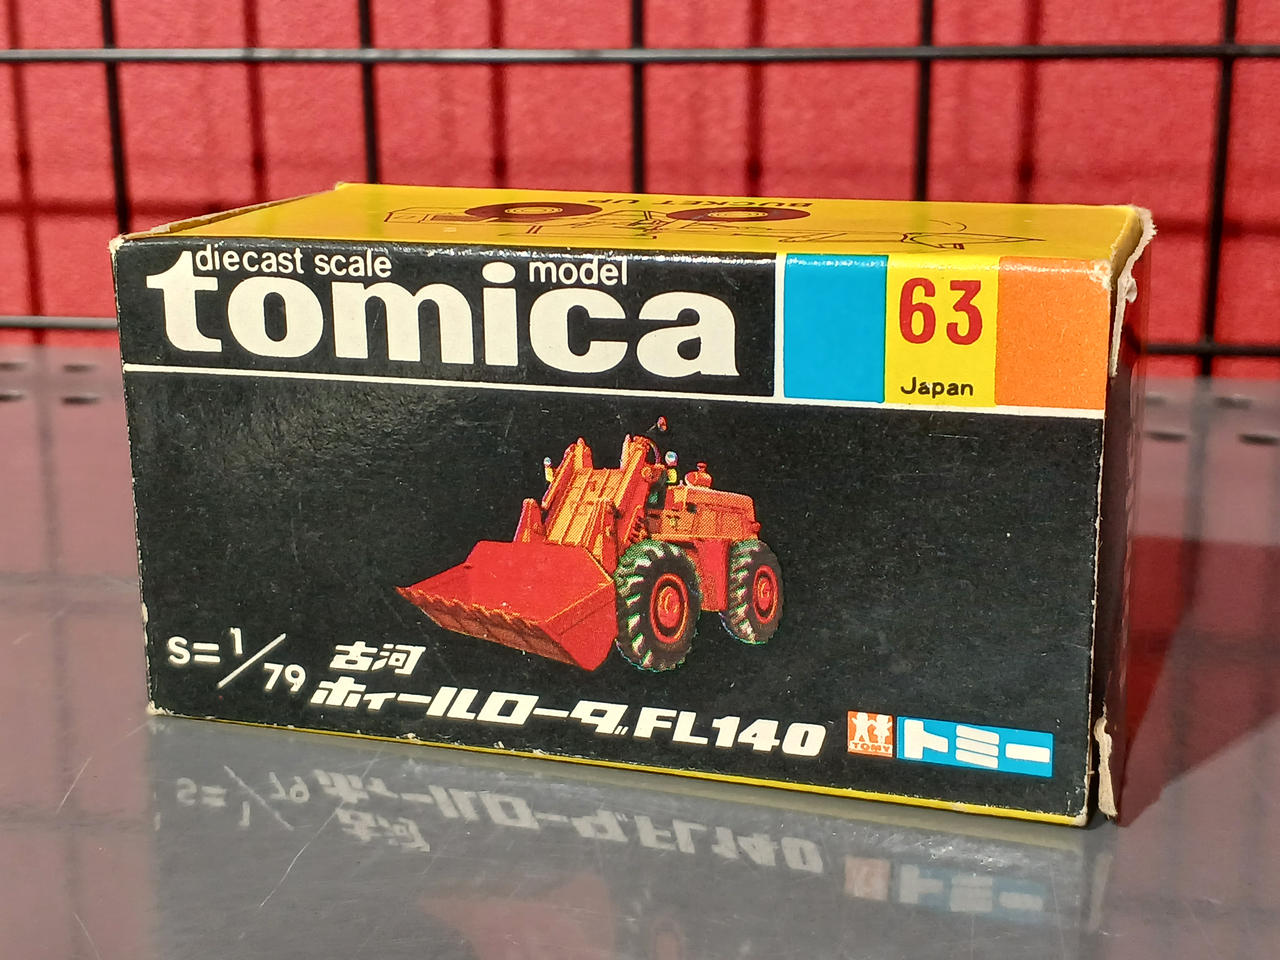 BUCKET UP
diecast scale model
tomica
63
Japan
S=1/79
古河
ホイールローダ FL140
TOMY
トミー